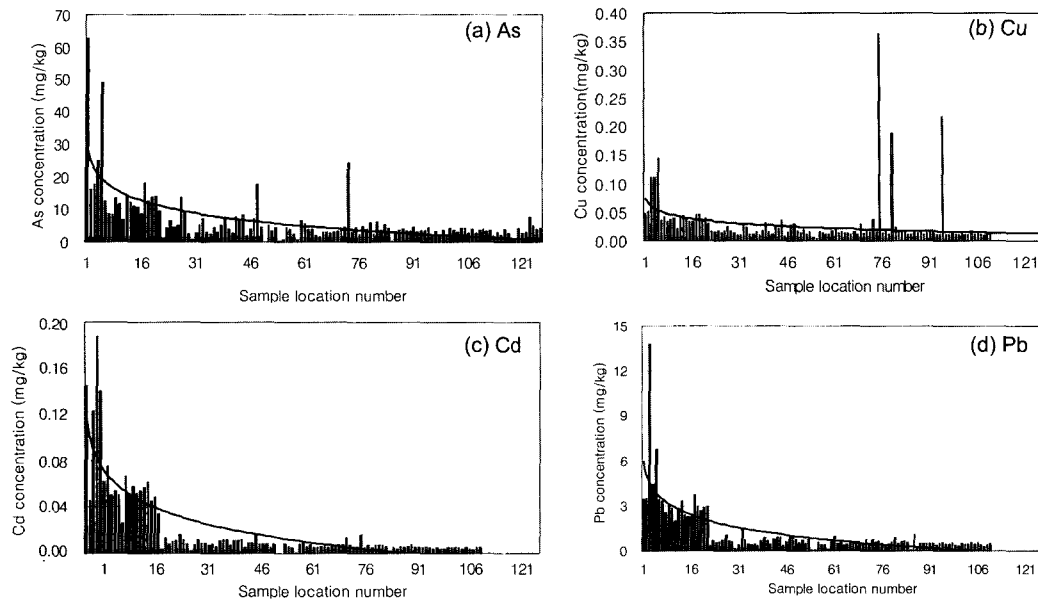 (a) As
As concentration (mg/kg)
70
60
50
40
30
20
10
0
1 16 31 46 61 76 91 106 121
Sample location number
(b) Cu
Cu concentration(mg/kg)
0.40
0.35
0.30
0.25
0.20
0.15
0.10
0.05
0.00
1 16 31 46 61 76 91 106 121
Sample location number
(c) Cd
Cd concentration (mg/kg)
0.20
0.16
0.12
0.08
0.04
0.00
1 16 31 46 61 76 91 106 121
Sample location number
(d) Pb
Pb concentration (mg/kg)
15
12
9
6
3
0
1 16 31 46 61 76 91 106 121
Sample location number